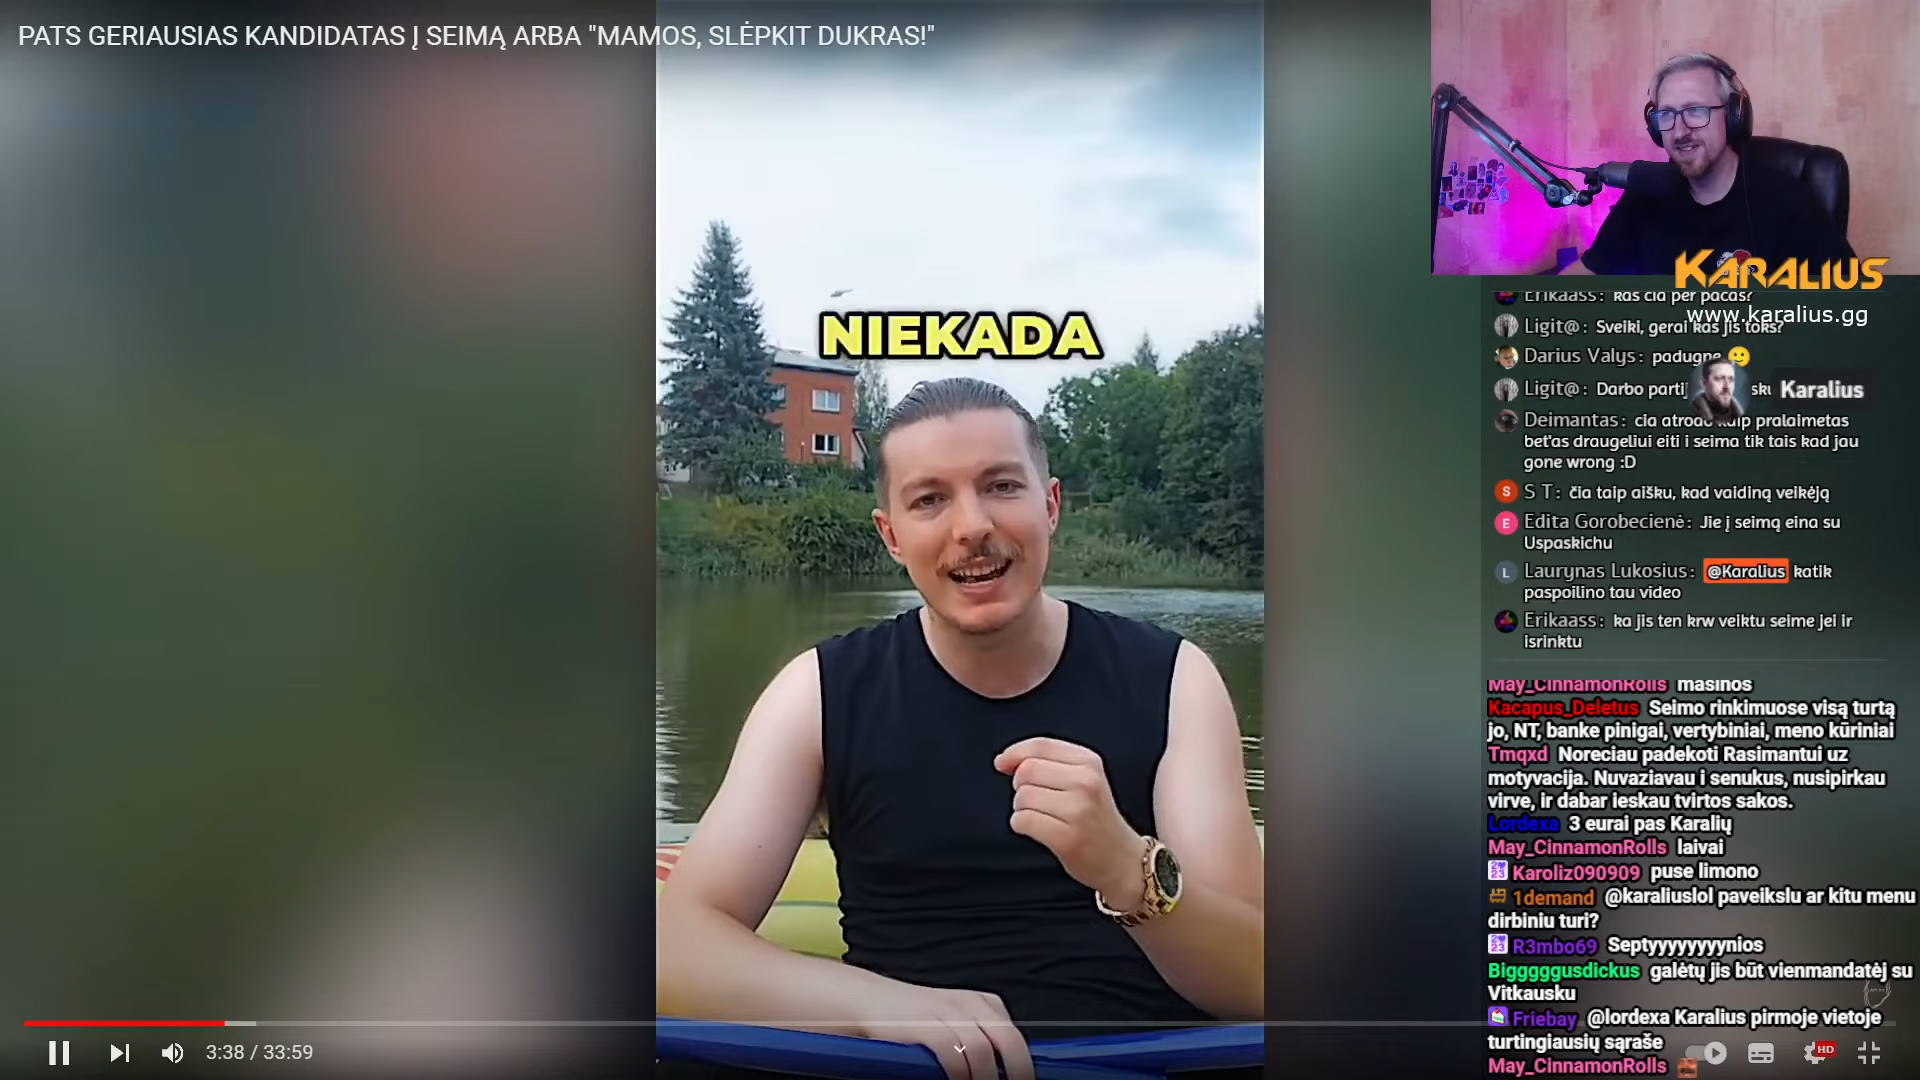 PATS GERIAUSIAS KANDIDATAS Į SEIMĄ ARBA "MAMOS, SLĖPKIT DUKRAS!"
NIEKADA
KARALIUS
www.karalius.gg
Erikaass: kas cia per pacas?
Ligit@: Sveiki, gerai kas jis toks?
Darius Valys: padugne
Karalius
Ligit@: Darbo partij
Deimantas: cia atrodo kaip pralaimetas
bet'as draugeliui eiti i seima tik tais kad jau
gone wrong :D
S
S T: čia taip aišku, kad vaidiną veikėją
E
Edita Gorobecienė: Jie į seimą eina su
Uspaskichu
L
Laurynas Lukosius: @Karalius katik
paspoilino tau video
Erikaass: ka jis ten krw veiktu seime jei ir
isrinktu
May_CinnamonRolls masinos
Kacapus_Deletus Seimo rinkimuose visą turtą
jo, NT, banke pinigai, vertybiniai, meno kūriniai
Tmqxd Noreciau padekoti Rasimantui uz
motyvacija. Nuvaziavau i senukus, nusipirkau
virve, ir dabar ieskau tvirtos sakos.
Lordexa 3 eurai pas Karalių
May_CinnamonRolls laivai
Karoliz090909 puse limono
1demand @karaliuslol paveikslu ar kitu menu
dirbiniu turi?
R3mbo69 Septyyyyyyyynios
Bigggggusdickus galėtų jis būt vienmandatėj su
Vitkausku
Friebay @lordexa Karalius pirmoje vietoje
turtingiausių sąraše
May_CinnamonRolls
3:38 / 33:59
HD